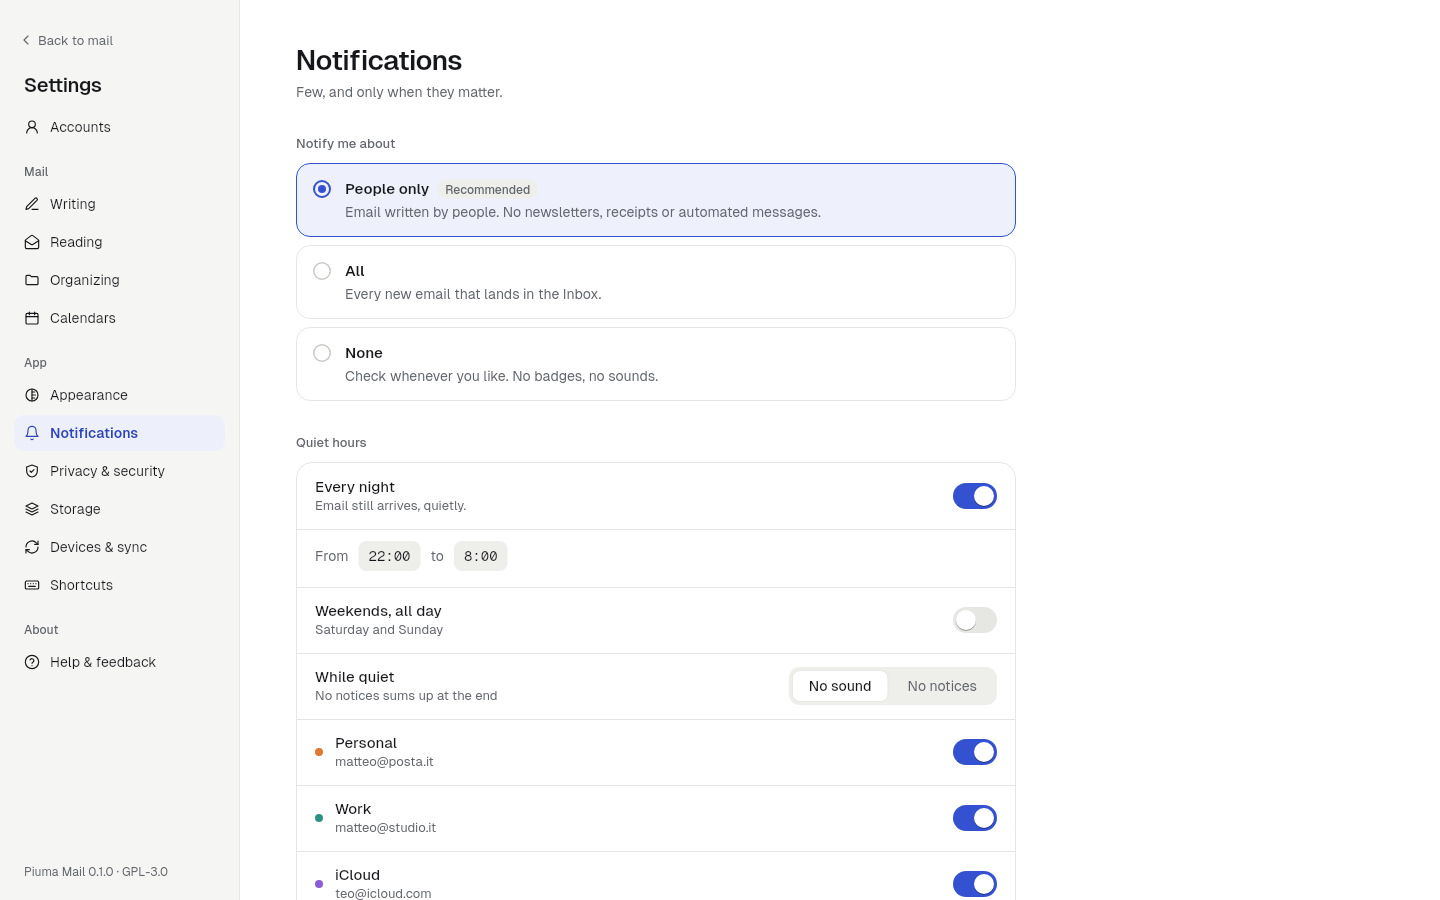 Back to mail
Settings
Accounts
Mail
Writing
Reading
Organizing
Calendars
App
Appearance
Notifications
Privacy & security
Storage
Devices & sync
Shortcuts
About
Help & feedback
Piuma Mail 0.1.0 · GPL-3.0
Notifications
Few, and only when they matter.
Notify me about
People only Recommended
Email written by people. No newsletters, receipts or automated messages.
All
Every new email that lands in the Inbox.
None
Check whenever you like. No badges, no sounds.
Quiet hours
Every night
Email still arrives, quietly.
From 22:00 to 8:00
Weekends, all day
Saturday and Sunday
While quiet
No notices sums up at the end
No sound No notices
Personal
matteo@posta.it
Work
matteo@studio.it
iCloud
teo@icloud.com